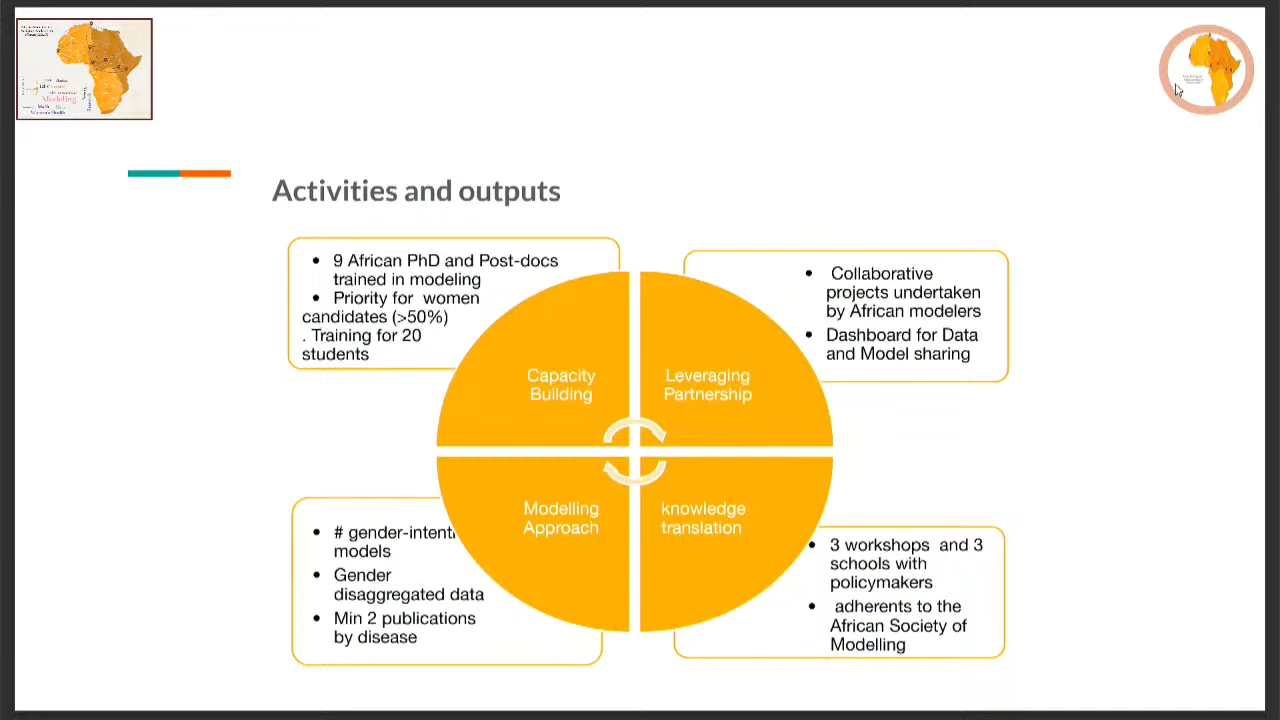 Modeling
Activities and outputs
• 9 African PhD and Post-docs
trained in modeling
• Priority for women
candidates (>50%)
. Training for 20
students
• Collaborative
projects undertaken
by African modelers
• Dashboard for Data
and Model sharing
Capacity
Building
Leveraging
Partnership
Modelling
Approach
knowledge
translation
• # gender-intenti
models
• Gender
disaggregated data
• Min 2 publications
by disease
• 3 workshops and 3
schools with
policymakers
• adherents to the
African Society of
Modelling